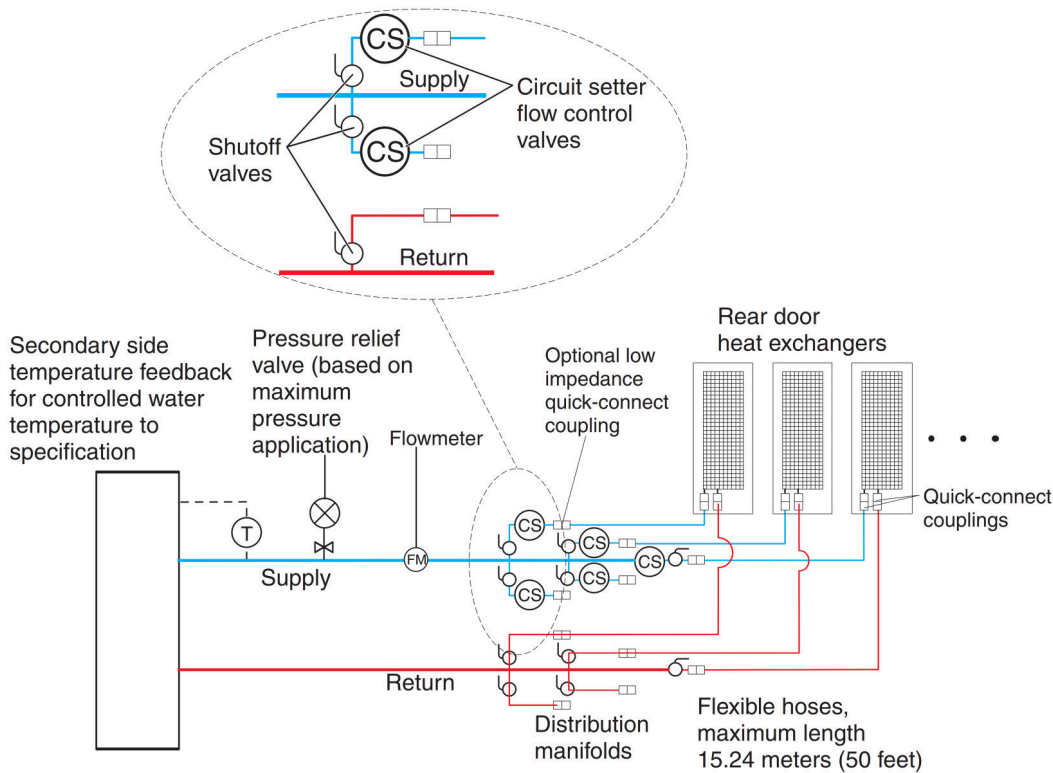 CS
Supply
Circuit setter
flow control
valves
Shutoff
valves
CS
Return
Rear door
heat exchangers
Secondary side
temperature feedback
for controlled water
temperature to
specification
Pressure relief
valve (based on
maximum
pressure
application)
Flowmeter
Optional low
impedance
quick-connect
coupling
• • •
Quick-connect
couplings
T
FM
CS
CS
CS
CS
CS
Supply
Return
Distribution
manifolds
Flexible hoses,
maximum length
15.24 meters (50 feet)